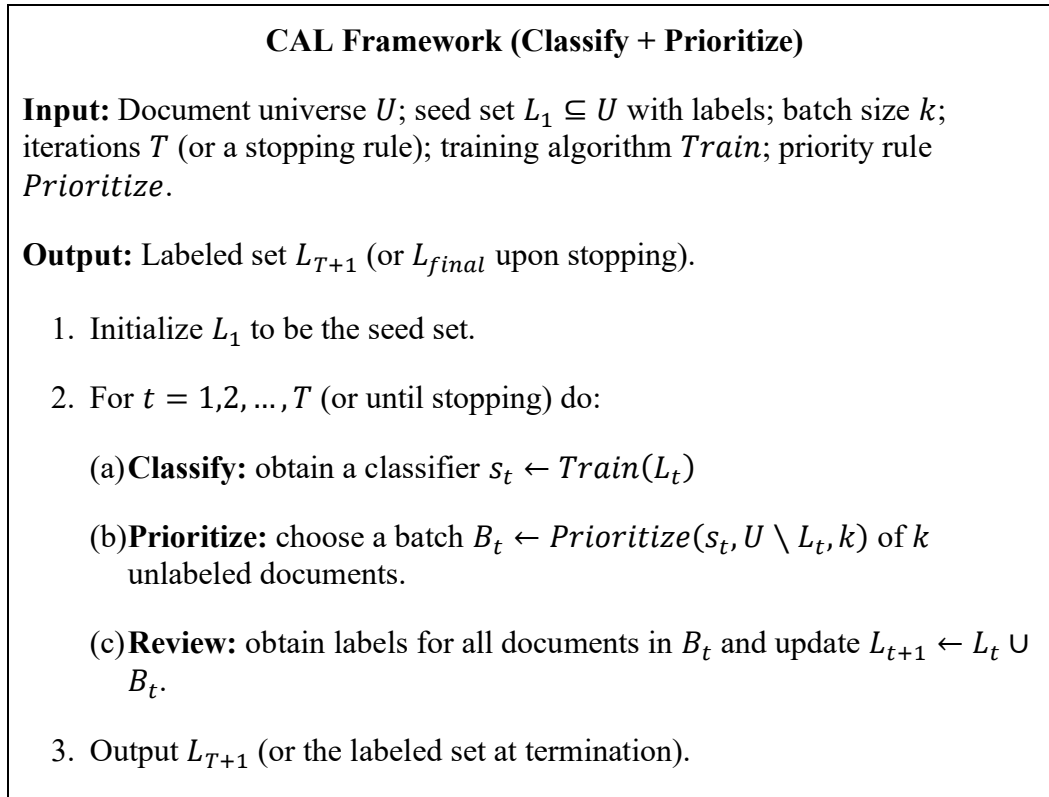 CAL Framework (Classify + Prioritize)
Input: Document universe U; seed set L₁ ⊆ U with labels; batch size k;
iterations T (or a stopping rule); training algorithm Train; priority rule
Prioritize.
Output: Labeled set L_{T+1} (or L_{final} upon stopping).
1. Initialize L₁ to be the seed set.
2. For t = 1,2, … , T (or until stopping) do:
(a) Classify: obtain a classifier s_t ← Train(L_t)
(b) Prioritize: choose a batch B_t ← Prioritize(s_t, U \ L_t, k) of k
unlabeled documents.
(c) Review: obtain labels for all documents in B_t and update L_{t+1} ← L_t ∪
B_t.
3. Output L_{T+1} (or the labeled set at termination).